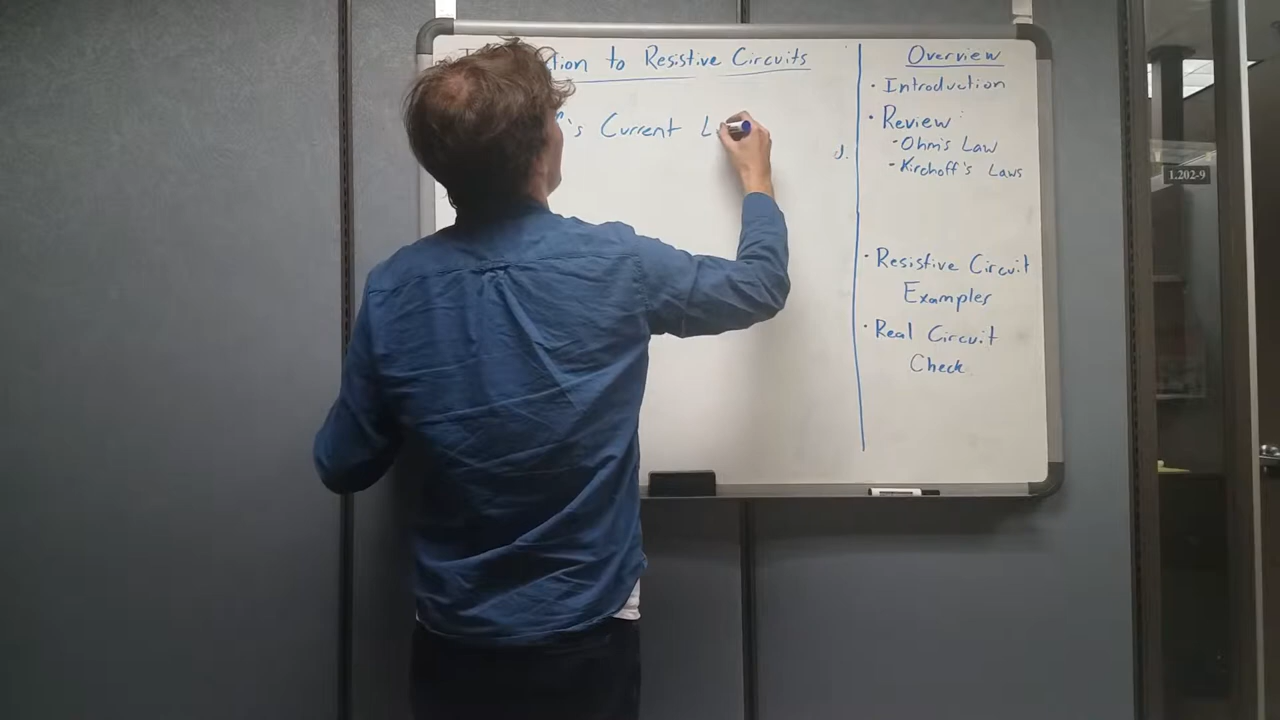 tion to Resistive Circuits
's Current L
Overview
• Introduction
• Review:
- Ohm's Law
- Kirchoff's Laws
• Resistive Circuit
Examples
• Real Circuit
Check
1.202-9